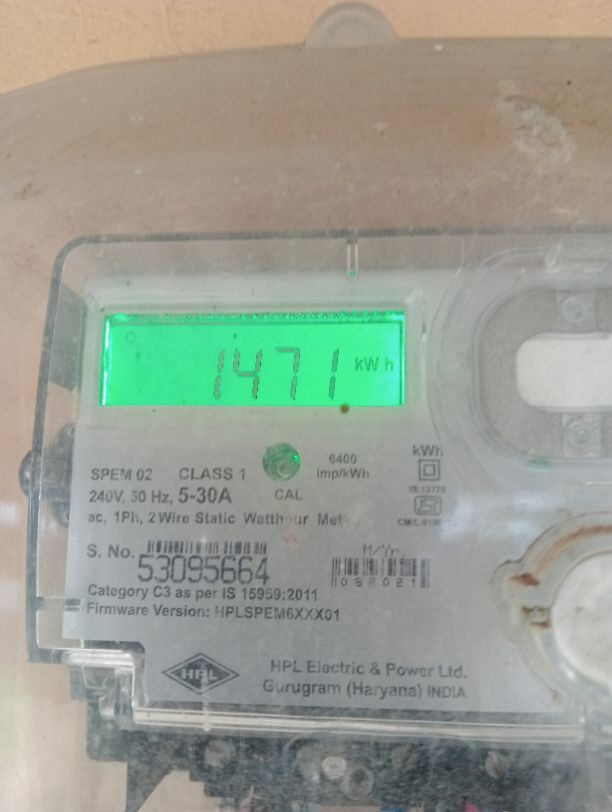 1471 kWh
SPEM 02 CLASS 1
6400
imp/kWh
kWh
240V, 50 Hz, 5-30A
CAL
IS:13779
ac, 1Ph, 2 Wire Static Watthour
S. No. 53095664
M/Yr.
Category C3 as per IS 15959:2011
Firmware Version: HPLSPEM6XXX01
HPL
HPL Electric & Power Ltd.
Gurugram (Haryana) INDIA